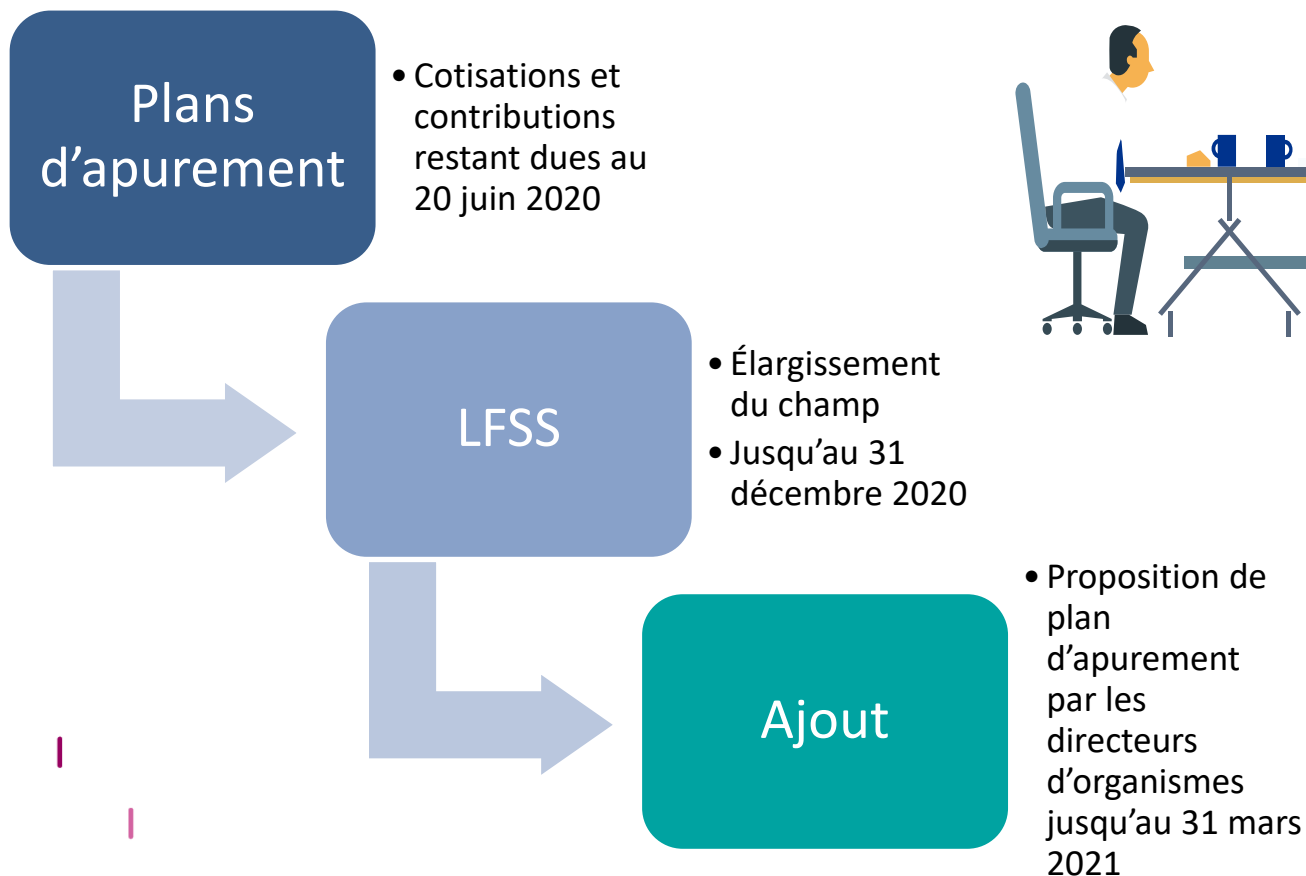 Plans
d’apurement
• Cotisations et
contributions
restant dues au
20 juin 2020
LFSS
• Élargissement
du champ
• Jusqu’au 31
décembre 2020
Ajout
• Proposition de
plan
d’apurement
par les
directeurs
d’organismes
jusqu’au 31 mars
2021